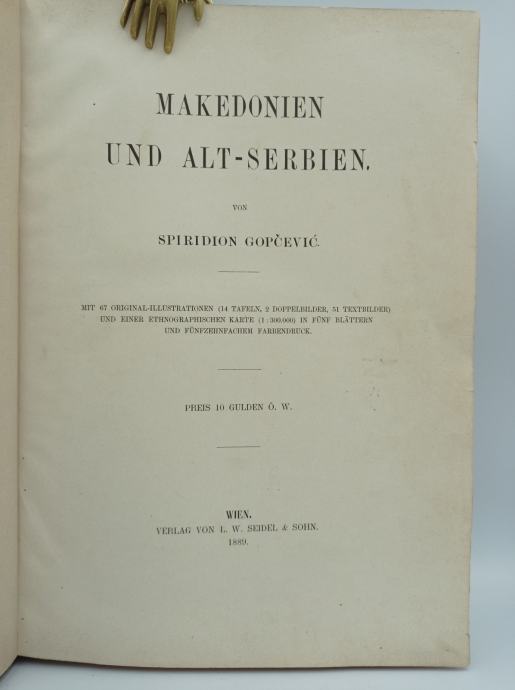 MAKEDONIEN
UND ALT-SERBIEN.
VON
SPIRIDION GOPČEVIĆ.
MIT 67 ORIGINAL-ILLUSTRATIONEN (14 TAFELN, 2 DOPPELBILDER, 51 TEXTBILDER)
UND EINER ETHNOGRAPHISCHEN KARTE (1:300.000) IN FÜNF BLÄTTERN
UND FÜNFZEHNFACHEM FARBENDRUCK.
PREIS 10 GULDEN Ö. W.
WIEN.
VERLAG VON L. W. SEIDEL & SOHN.
1889.